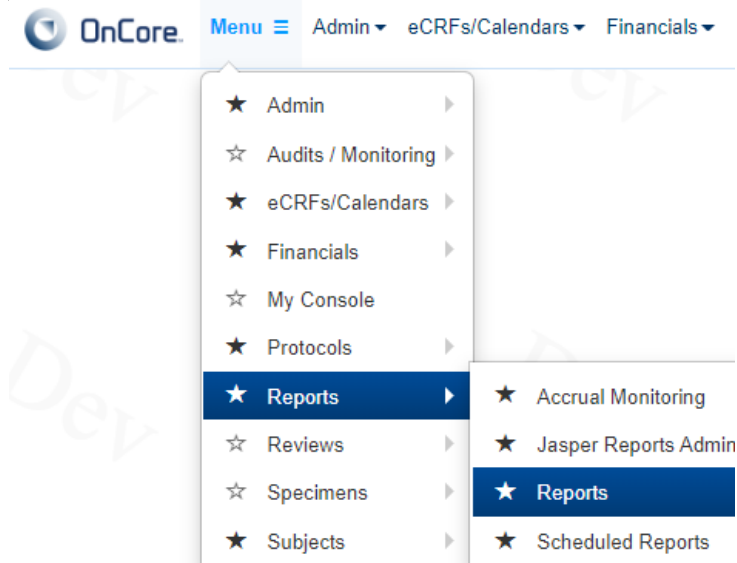 OnCore. Menu ☰ Admin ▾ eCRFs/Calendars ▾ Financials ▾
★ Admin
☆ Audits / Monitoring
★ eCRFs/Calendars
★ Financials
☆ My Console
★ Protocols
★ Reports
★ Accrual Monitoring
☆ Reviews
★ Jasper Reports Admin
☆ Specimens
★ Reports
★ Subjects
★ Scheduled Reports
Dev